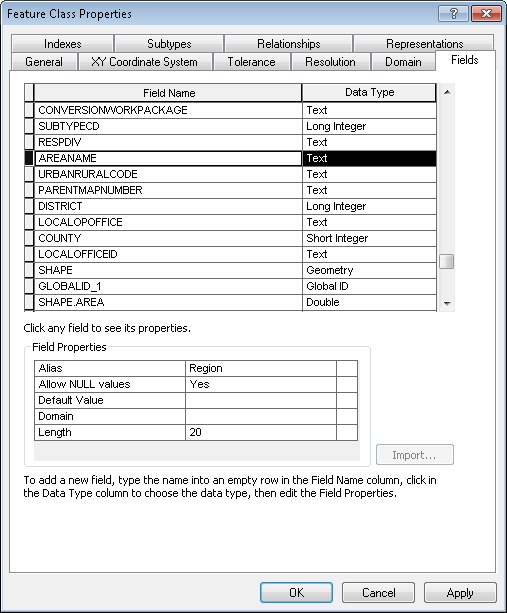 Feature Class Properties
Indexes Subtypes Relationships Representations
General XY Coordinate System Tolerance Resolution Domain Fields
Field Name Data Type
CONVERSIONWORKPACKAGE Text
SUBTYPECD Long Integer
RESPDIV Text
AREANAME Text
URBANRURALCODE Text
PARENTMAPNUMBER Text
DISTRICT Long Integer
LOCALOPOFFICE Text
COUNTY Short Integer
LOCALOFFICEID Text
SHAPE Geometry
GLOBALID_1 Global ID
SHAPE.AREA Double
Click any field to see its properties.
Field Properties
Alias Region
Allow NULL values Yes
Default Value
Domain
Length 20
Import...
To add a new field, type the name into an empty row in the Field Name column, click in
the Data Type column to choose the data type, then edit the Field Properties.
OK Cancel Apply